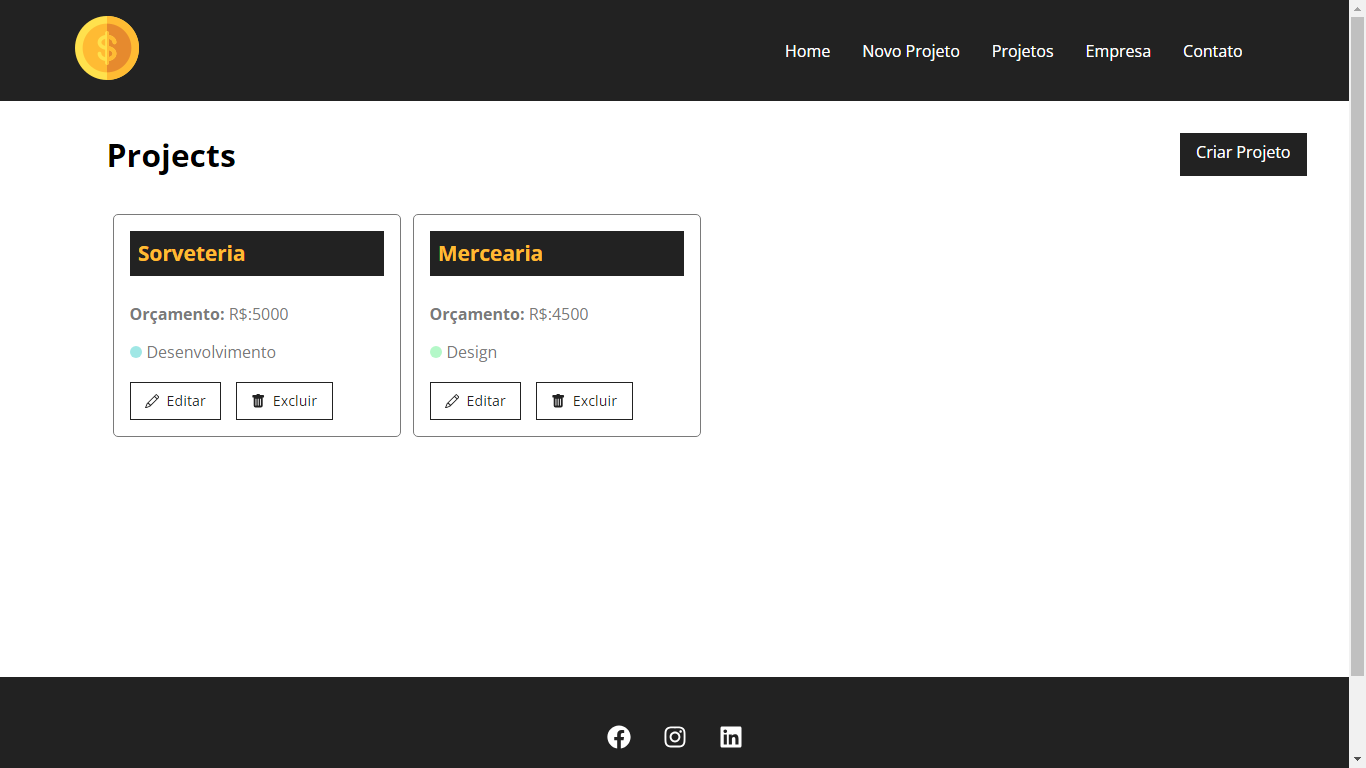 Home Novo Projeto Projetos Empresa Contato
Projects
Criar Projeto
Sorveteria
Orçamento: R$:5000
Desenvolvimento
Editar Excluir
Mercearia
Orçamento: R$:4500
Design
Editar Excluir